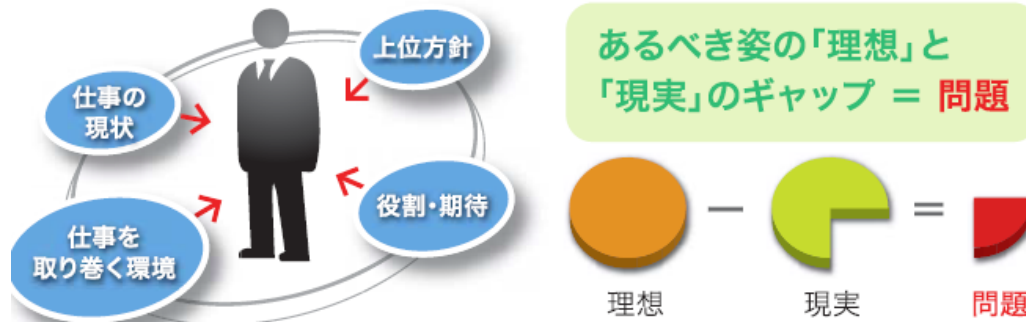 上位方針
仕事の
現状
役割・期待
仕事を
取り巻く環境
あるべき姿の「理想」と
「現実」のギャップ = 問題
− =
理想 現実 問題